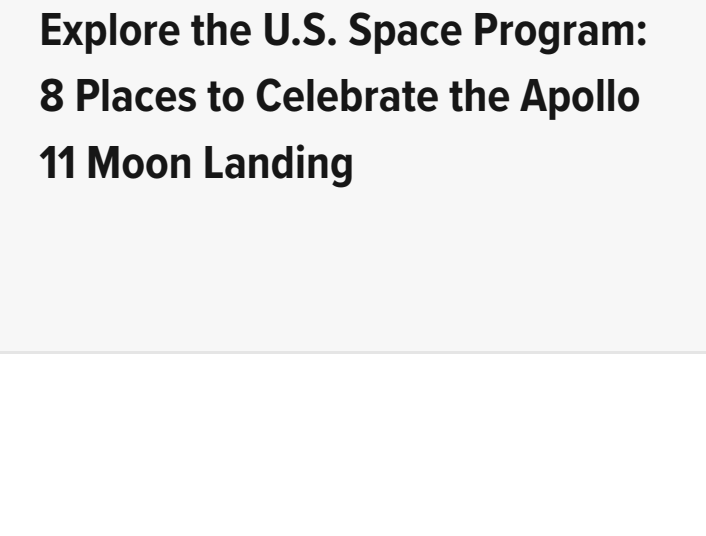 Explore the U.S. Space Program:
8 Places to Celebrate the Apollo
11 Moon Landing